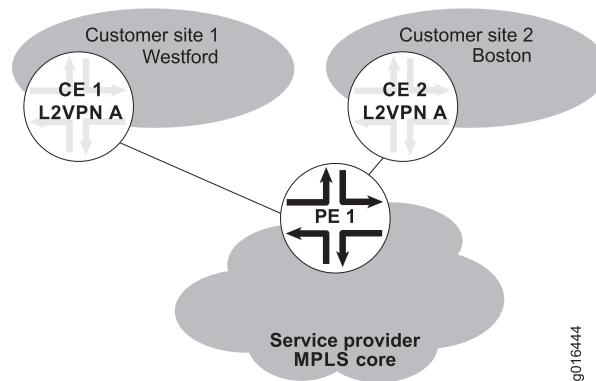 Customer site 1
Westford
Customer site 2
Boston
CE 1
L2VPN A
CE 2
L2VPN A
PE 1
Service provider
MPLS core
g016444